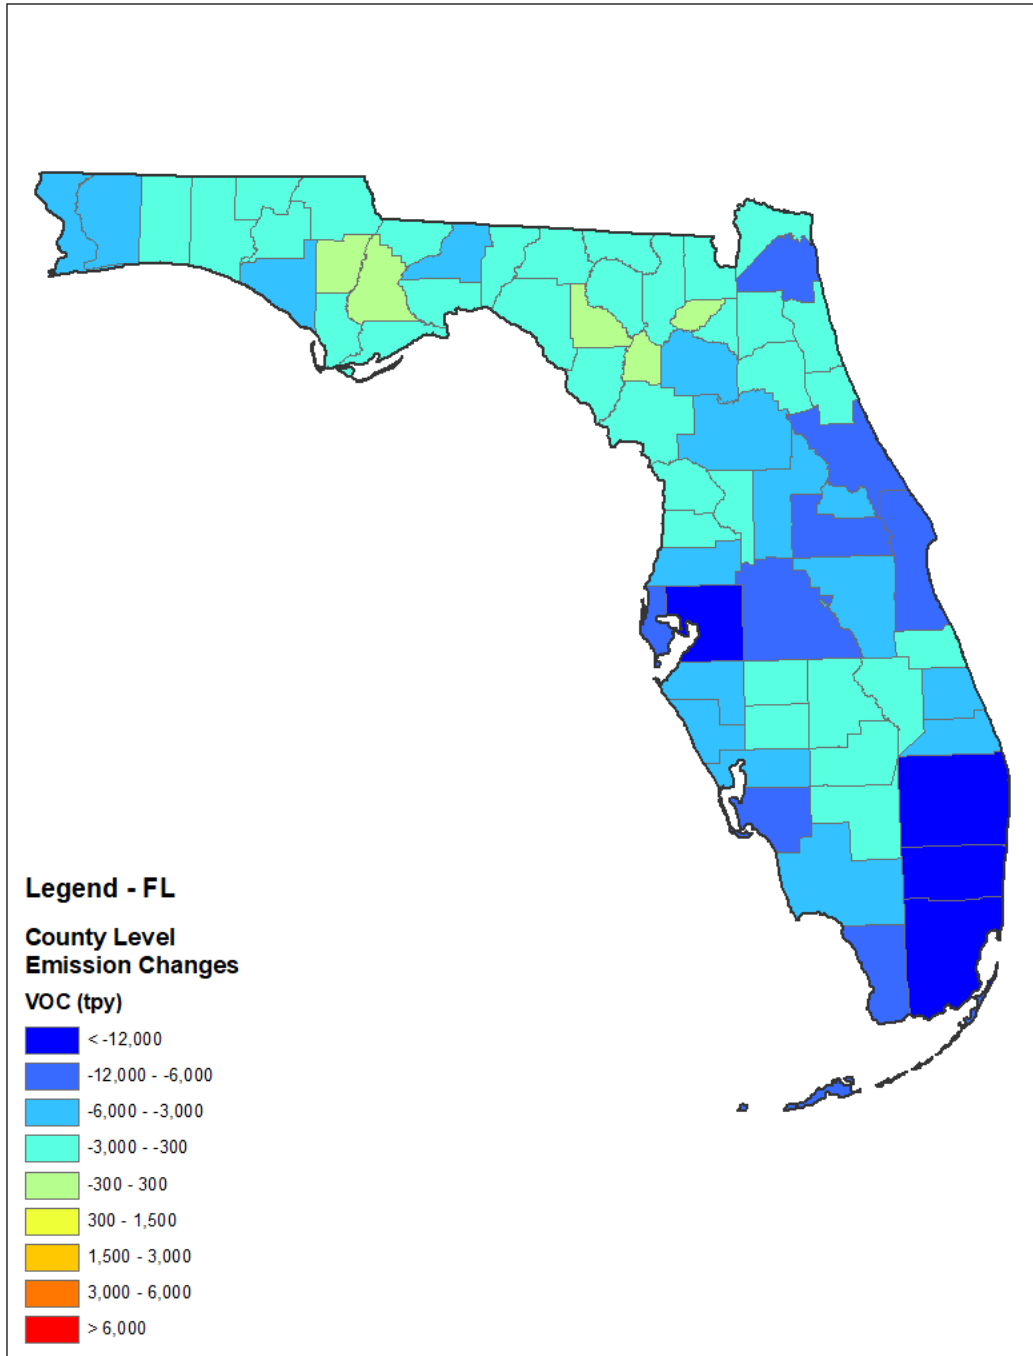 Legend - FL
County Level
Emission Changes
VOC (tpy)
< -12,000
-12,000 - -6,000
-6,000 - -3,000
-3,000 - -300
-300 - 300
300 - 1,500
1,500 - 3,000
3,000 - 6,000
> 6,000